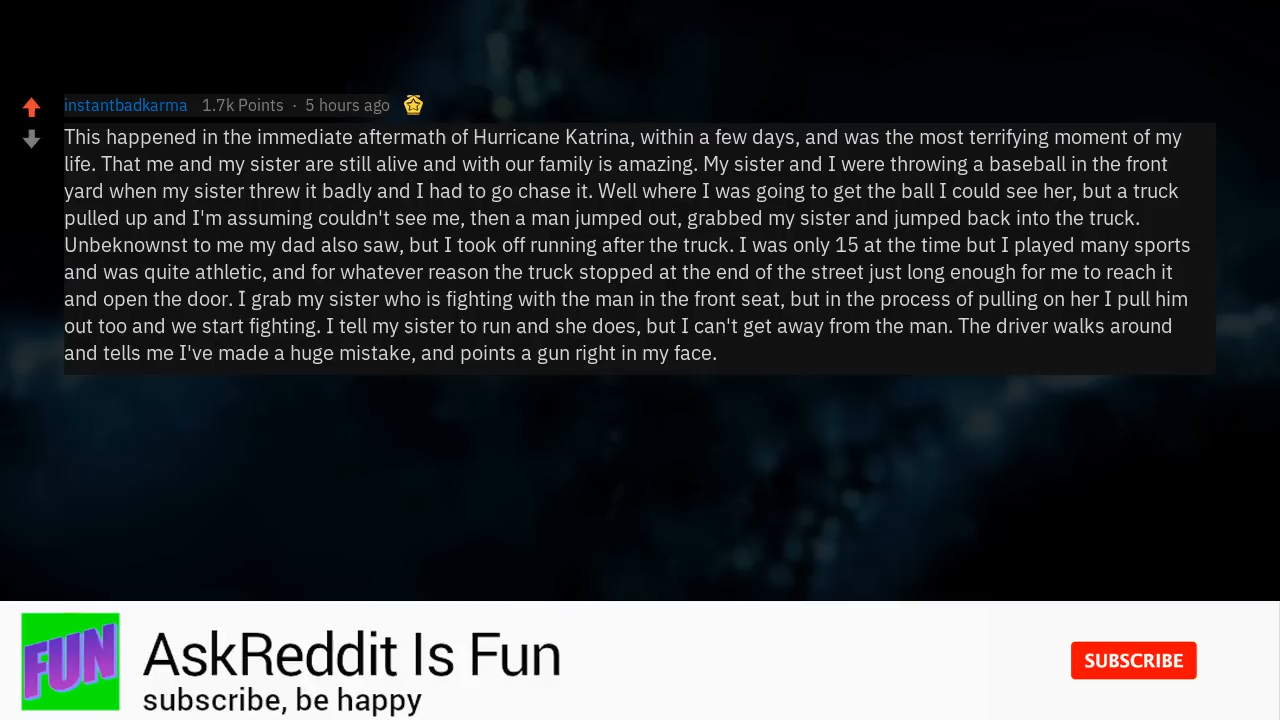 instantbadkarma 1.7k Points · 5 hours ago
This happened in the immediate aftermath of Hurricane Katrina, within a few days, and was the most terrifying moment of my
life. That me and my sister are still alive and with our family is amazing. My sister and I were throwing a baseball in the front
yard when my sister threw it badly and I had to go chase it. Well where I was going to get the ball I could see her, but a truck
pulled up and I'm assuming couldn't see me, then a man jumped out, grabbed my sister and jumped back into the truck.
Unbeknownst to me my dad also saw, but I took off running after the truck. I was only 15 at the time but I played many sports
and was quite athletic, and for whatever reason the truck stopped at the end of the street just long enough for me to reach it
and open the door. I grab my sister who is fighting with the man in the front seat, but in the process of pulling on her I pull him
out too and we start fighting. I tell my sister to run and she does, but I can't get away from the man. The driver walks around
and tells me I've made a huge mistake, and points a gun right in my face.
FUN
AskReddit Is Fun
subscribe, be happy
SUBSCRIBE